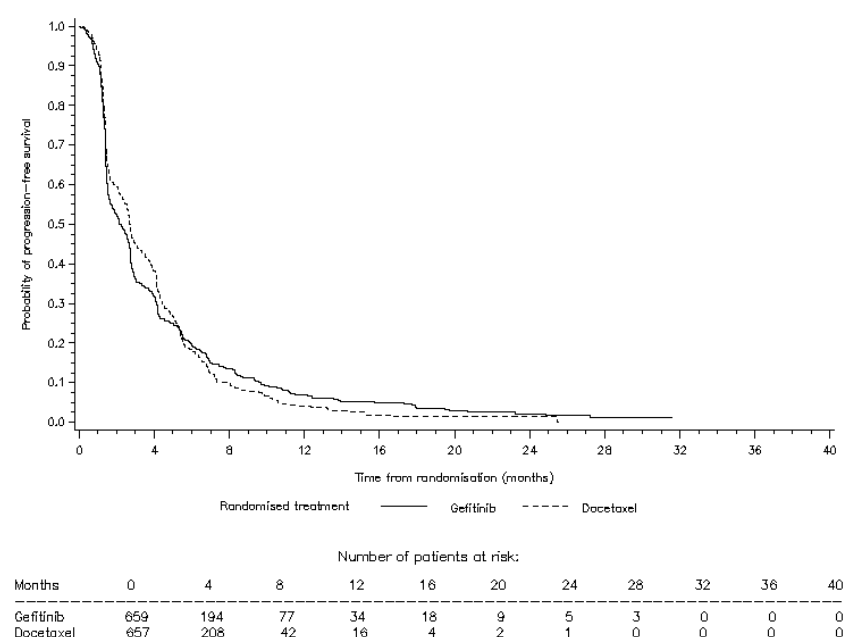 1.0
0.9
0.8
0.7
0.6
0.5
0.4
0.3
0.2
0.1
0.0
Probability of progression-free survival
0 4 8 12 16 20 24 28 32 36 40
Time from randomisation (months)
Randomised treatment Gefitinib Docetaxel
Number of patients at risk:
Months 0 4 8 12 16 20 24 28 32 36 40
Gefitinib 659 194 77 34 18 9 5 3 0 0 0
Docetaxel 657 208 42 16 4 2 1 0 0 0 0